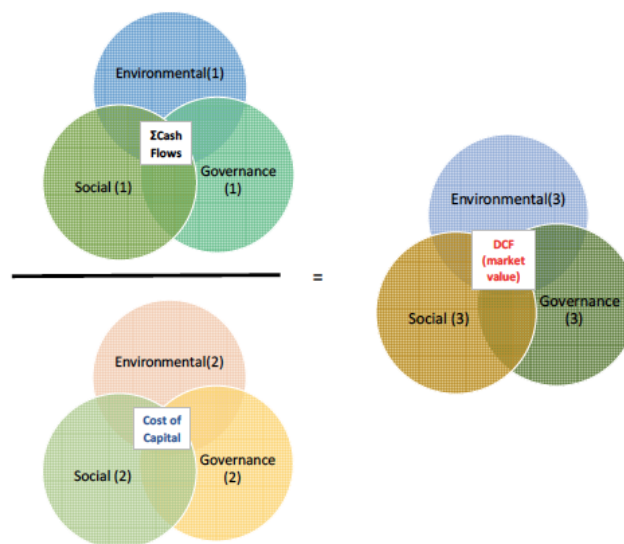 Environmental(1)
ΣCash
Flows
Social (1)
Governance
(1)
=
Environmental(3)
DCF
(market
value)
Social (3)
Governance
(3)
Environmental(2)
Cost of
Capital
Social (2)
Governance
(2)